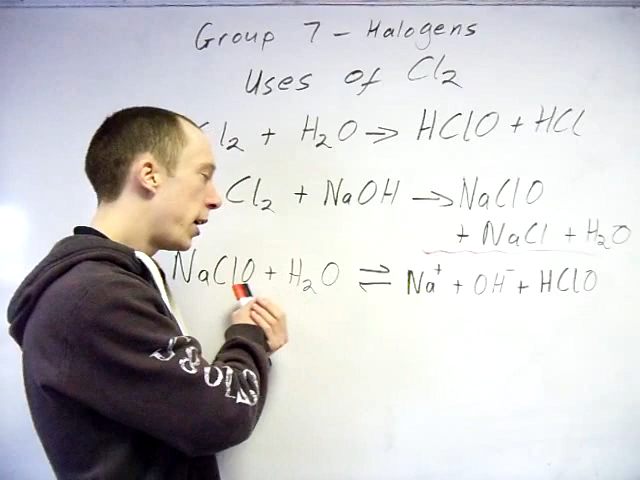 Group 7 - Halogens
Uses of Cl₂
Cl₂ + H₂O → HClO + HCl
Cl₂ + NaOH → NaClO
+ NaCl + H₂O
NaClO + H₂O ⇌ Na⁺ + OH⁻ + HClO